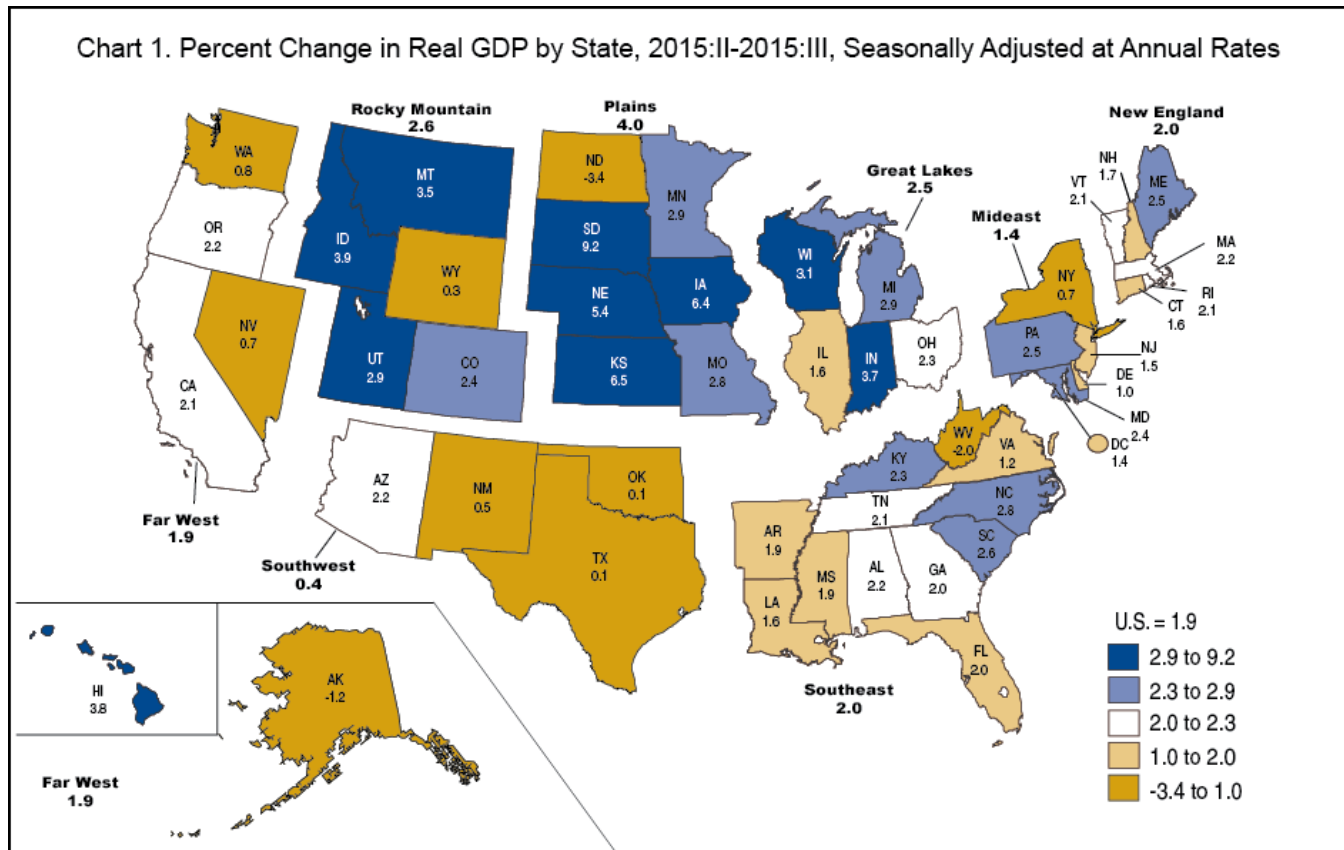 Chart 1. Percent Change in Real GDP by State, 2015:II-2015:III, Seasonally Adjusted at Annual Rates
Rocky Mountain
2.6
Plains
4.0
New England
2.0
Great Lakes
2.5
Mideast
1.4
WA
0.8
OR
2.2
CA
2.1
NV
0.7
MT
3.5
ID
3.9
WY
0.3
UT
2.9
CO
2.4
ND
-3.4
SD
9.2
NE
5.4
KS
6.5
MN
2.9
IA
6.4
MO
2.8
WI
3.1
MI
2.9
IL
1.6
IN
3.7
OH
2.3
NH
1.7
VT
2.1
ME
2.5
MA
2.2
RI
2.1
CT
1.6
NY
0.7
PA
2.5
NJ
1.5
DE
1.0
MD
2.4
DC
1.4
AZ
2.2
NM
0.5
OK
0.1
TX
0.1
WV
-2.0
VA
1.2
KY
2.3
NC
2.8
TN
2.1
SC
2.6
AR
1.9
MS
1.9
AL
2.2
GA
2.0
LA
1.6
FL
2.0
Far West
1.9
Southwest
0.4
Southeast
2.0
HI
3.8
AK
-1.2
Far West
1.9
U.S. = 1.9
2.9 to 9.2
2.3 to 2.9
2.0 to 2.3
1.0 to 2.0
-3.4 to 1.0